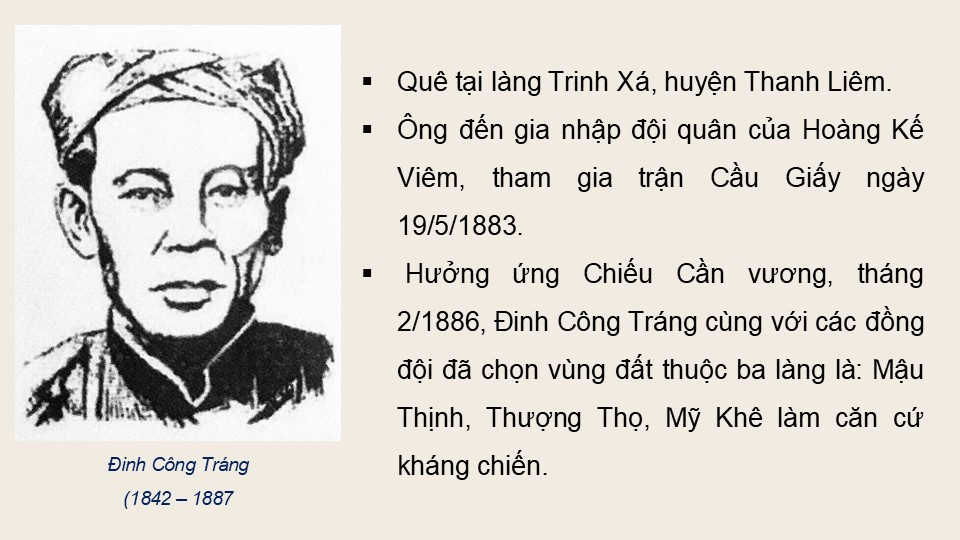 ▪ Quê tại làng Trinh Xá, huyện Thanh Liêm.
▪ Ông đến gia nhập đội quân của Hoàng Kế
Viêm, tham gia trận Cầu Giấy ngày
19/5/1883.
▪ Hưởng ứng Chiếu Cần vương, tháng
2/1886, Đinh Công Tráng cùng với các đồng
đội đã chọn vùng đất thuộc ba làng là: Mậu
Thịnh, Thượng Thọ, Mỹ Khê làm căn cứ
kháng chiến.
Đinh Công Tráng
(1842 – 1887